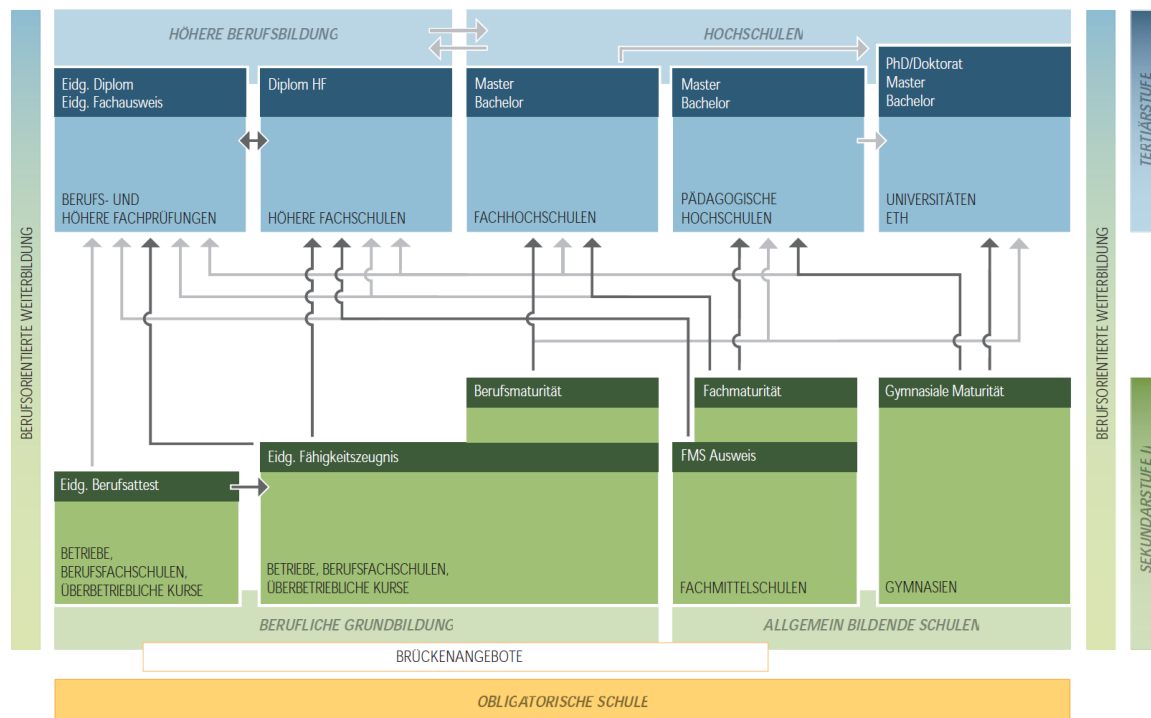 HÖHERE BERUFSBILDUNG
HOCHSCHULEN
Eidg. Diplom
Eidg. Fachausweis
Diplom HF
Master
Bachelor
Master
Bachelor
PhD/Doktorat
Master
Bachelor
BERUFS- UND
HÖHERE FACHPRÜFUNGEN
HÖHERE FACHSCHULEN
FACHHOCHSCHULEN
PÄDAGOGISCHE
HOCHSCHULEN
UNIVERSITÄTEN
ETH
TERTIÄRSTUFE
BERUFSORIENTIERTE WEITERBILDUNG
BERUFSORIENTIERTE WEITERBILDUNG
Berufsmaturität
Fachmaturität
Gymnasiale Maturität
Eidg. Fähigkeitszeugnis
FMS Ausweis
Eidg. Berufsattest
BETRIEBE,
BERUFSFACHSCHULEN,
ÜBERBETRIEBLICHE KURSE
BETRIEBE, BERUFSFACHSCHULEN,
ÜBERBETRIEBLICHE KURSE
FACHMITTELSCHULEN
GYMNASIEN
SEKUNDARSTUFE II
BERUFLICHE GRUNDBILDUNG
ALLGEMEIN BILDENDE SCHULEN
BRÜCKENANGEBOTE
OBLIGATORISCHE SCHULE